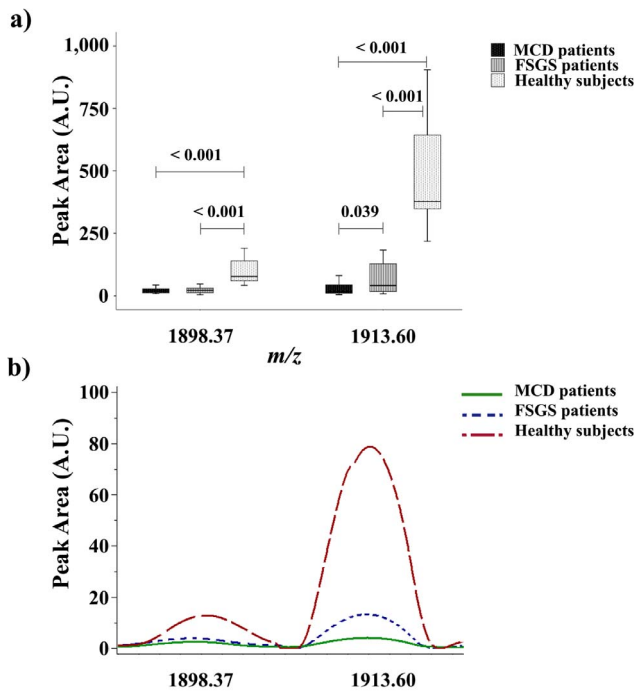 a)
1,000
750
500
250
0
Peak Area (A.U.)
< 0.001
< 0.001
< 0.001
< 0.001
0.039
MCD patients
FSGS patients
Healthy subjects
1898.37
1913.60
m/z
b)
100
80
60
40
20
0
Peak Area (A.U.)
MCD patients
FSGS patients
Healthy subjects
1898.37
1913.60